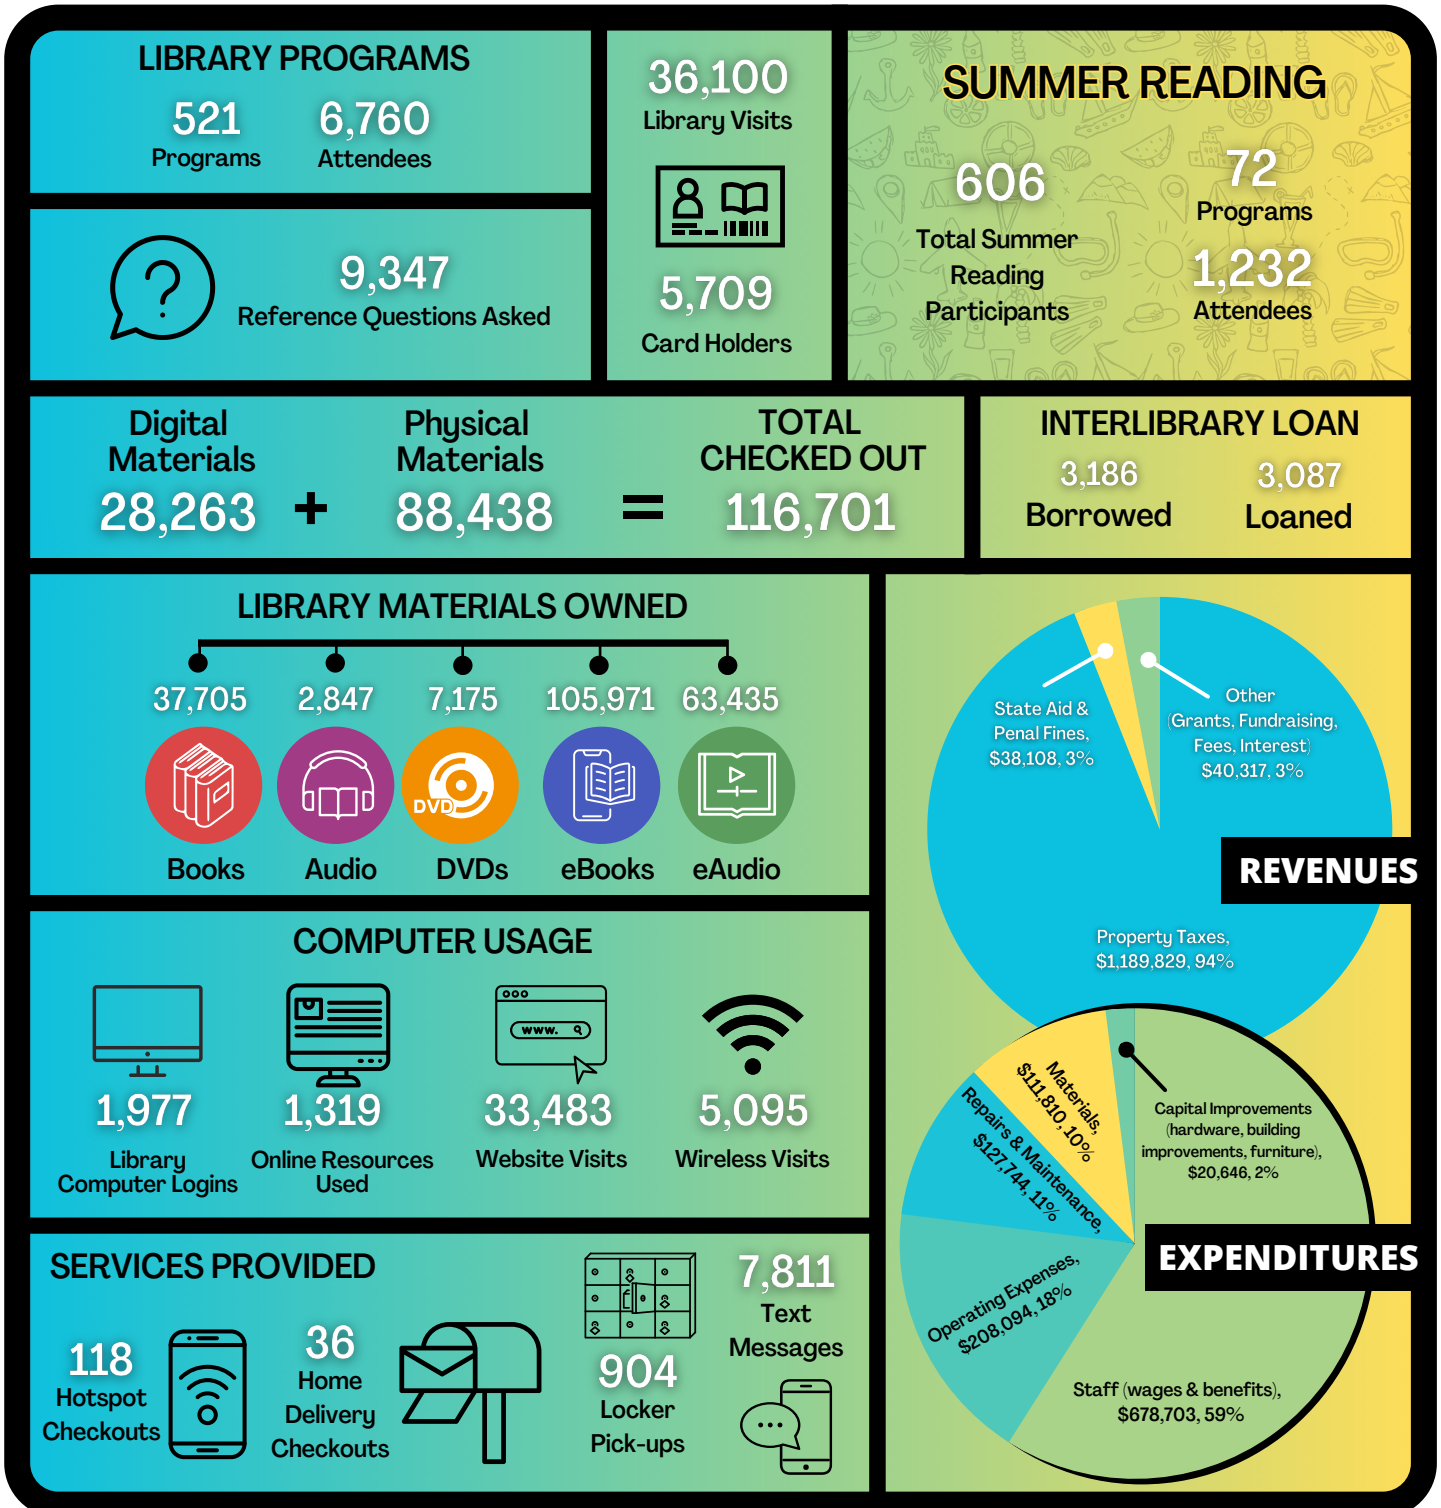 LIBRARY PROGRAMS
521
Programs
6,760
Attendees
9,347
Reference Questions Asked
36,100
Library Visits
5,709
Card Holders
SUMMER READING
606
Total Summer
Reading
Participants
72
Programs
1,232
Attendees
Digital
Materials
28,263
+
Physical
Materials
88,438
=
TOTAL
CHECKED OUT
116,701
INTERLIBRARY LOAN
3,186
Borrowed
3,087
Loaned
LIBRARY MATERIALS OWNED
37,705
2,847
7,175
105,971
63,435
DVD
Books
Audio
DVDs
eBooks
eAudio
COMPUTER USAGE
www.
1,977
Library
Computer Logins
1,319
Online Resources
Used
33,483
Website Visits
5,095
Wireless Visits
SERVICES PROVIDED
118
Hotspot
Checkouts
36
Home
Delivery
Checkouts
904
Locker
Pick-ups
7,811
Text
Messages
State Aid &
Penal Fines,
$38,108, 3%
Other
(Grants, Fundraising,
Fees, Interest)
$40,317, 3%
REVENUES
Property Taxes,
$1,189,829, 94%
Materials,
$111,810, 10%
Capital Improvements
(hardware, building
improvements, furniture),
$20,646, 2%
Repairs & Maintenance,
$127,744, 11%
EXPENDITURES
Operating Expenses,
$208,094, 18%
Staff (wages & benefits),
$678,703, 59%